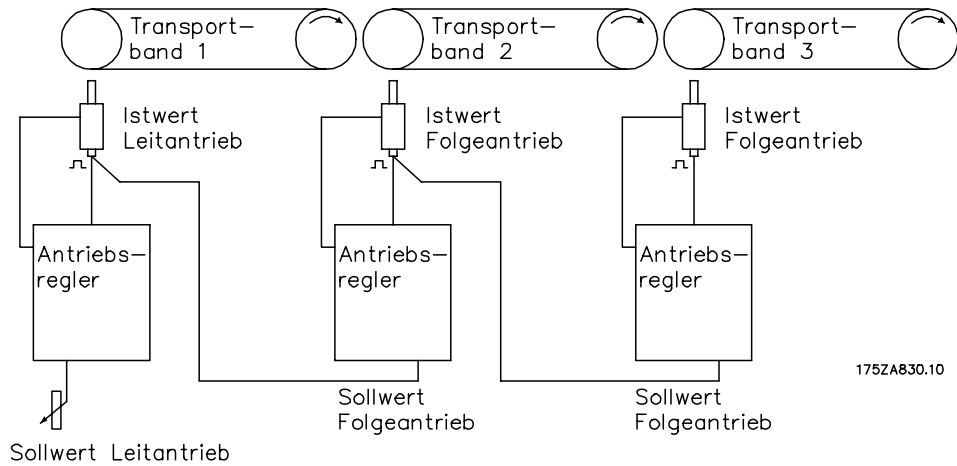 Transport–
band 1
Transport–
band 2
Transport–
band 3
Istwert
Leitantrieb
Istwert
Folgeantrieb
Istwert
Folgeantrieb
Antriebs–
regler
Antriebs–
regler
Antriebs–
regler
175ZA830.10
Sollwert
Folgeantrieb
Sollwert
Folgeantrieb
Sollwert Leitantrieb